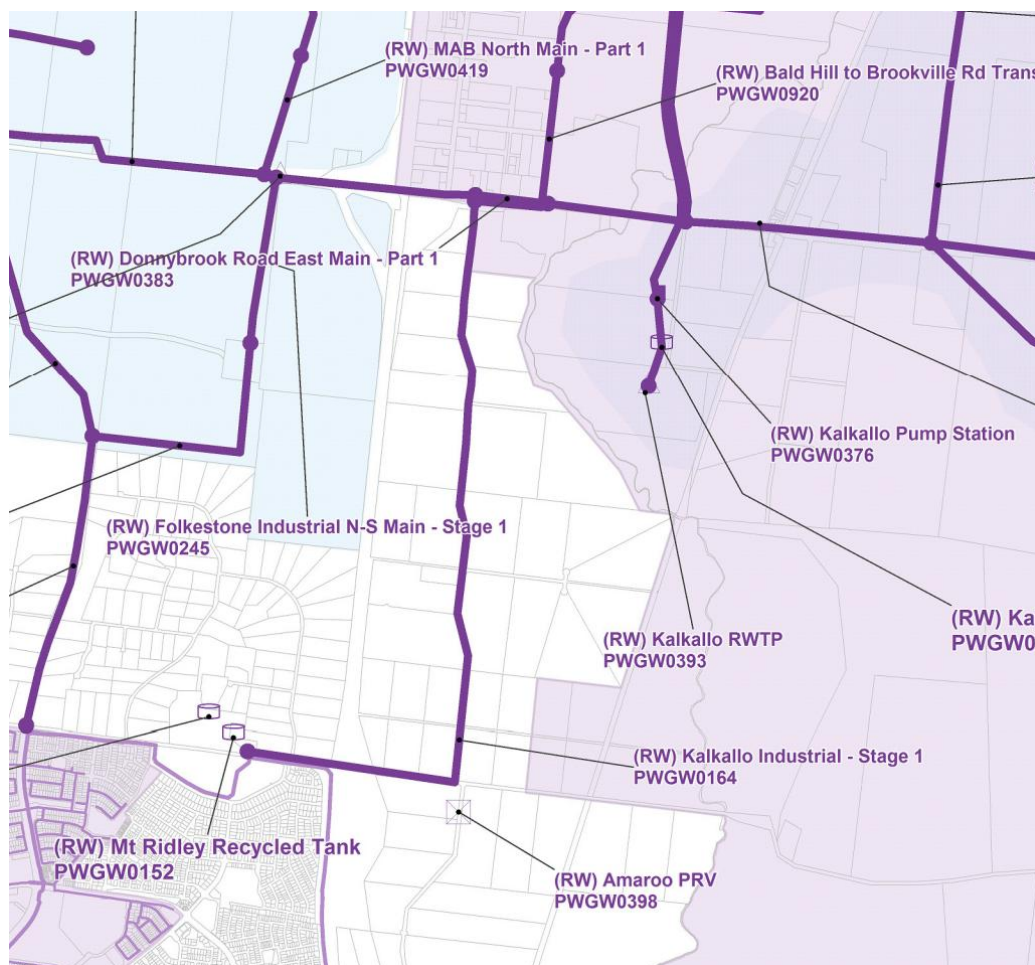 (RW) MAB North Main - Part 1
PWGW0419
(RW) Bald Hill to Brookville Rd Trans
PWGW0920
(RW) Donnybrook Road East Main - Part 1
PWGW0383
(RW) Kalkallo Pump Station
PWGW0376
(RW) Folkestone Industrial N-S Main - Stage 1
PWGW0245
(RW) Ka
PWGW0
(RW) Kalkallo RWTP
PWGW0393
(RW) Kalkallo Industrial - Stage 1
PWGW0164
(RW) Mt Ridley Recycled Tank
PWGW0152
(RW) Amaroo PRV
PWGW0398